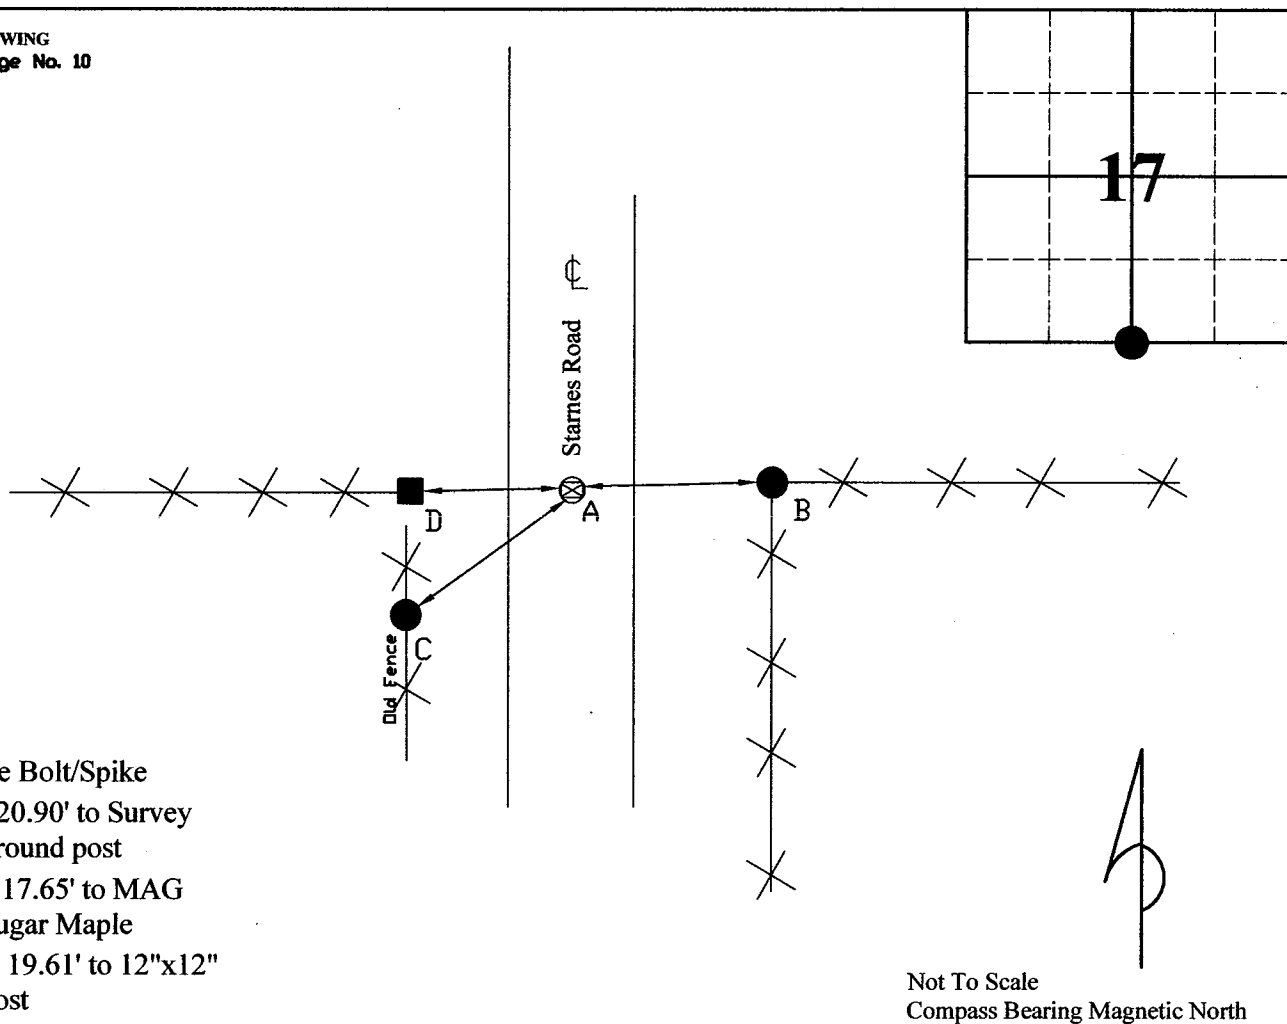 WING
ge No. 10
17
℄
Starnes Road
D
A
B
C
Old Fence
e Bolt/Spike
20.90' to Survey
round post
17.65' to MAG
ugar Maple
19.61' to 12"x12"
ost
Not To Scale
Compass Bearing Magnetic North